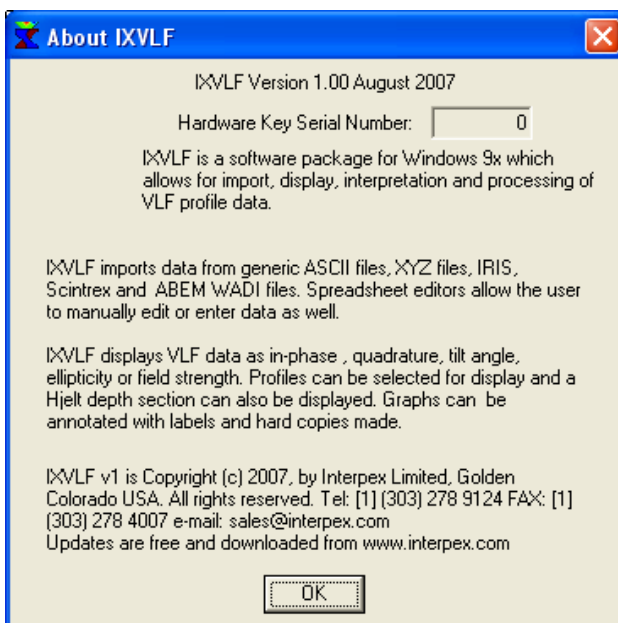 About IXVLF
IXVLF Version 1.00 August 2007
Hardware Key Serial Number: 0
IXVLF is a software package for Windows 9x which
allows for import, display, interpretation and processing of
VLF profile data.
IXVLF imports data from generic ASCII files, XYZ files, IRIS,
Scintrex and ABEM WADI files. Spreadsheet editors allow the user
to manually edit or enter data as well.
IXVLF displays VLF data as in-phase , quadrature, tilt angle,
ellipticity or field strength. Profiles can be selected for display and a
Hjelt depth section can also be displayed. Graphs can be
annotated with labels and hard copies made.
IXVLF v1 is Copyright (c) 2007, by Interpex Limited, Golden
Colorado USA. All rights reserved. Tel: [1] (303) 278 9124 FAX: [1]
(303) 278 4007 e-mail: sales@interpex.com
Updates are free and downloaded from www.interpex.com
OK